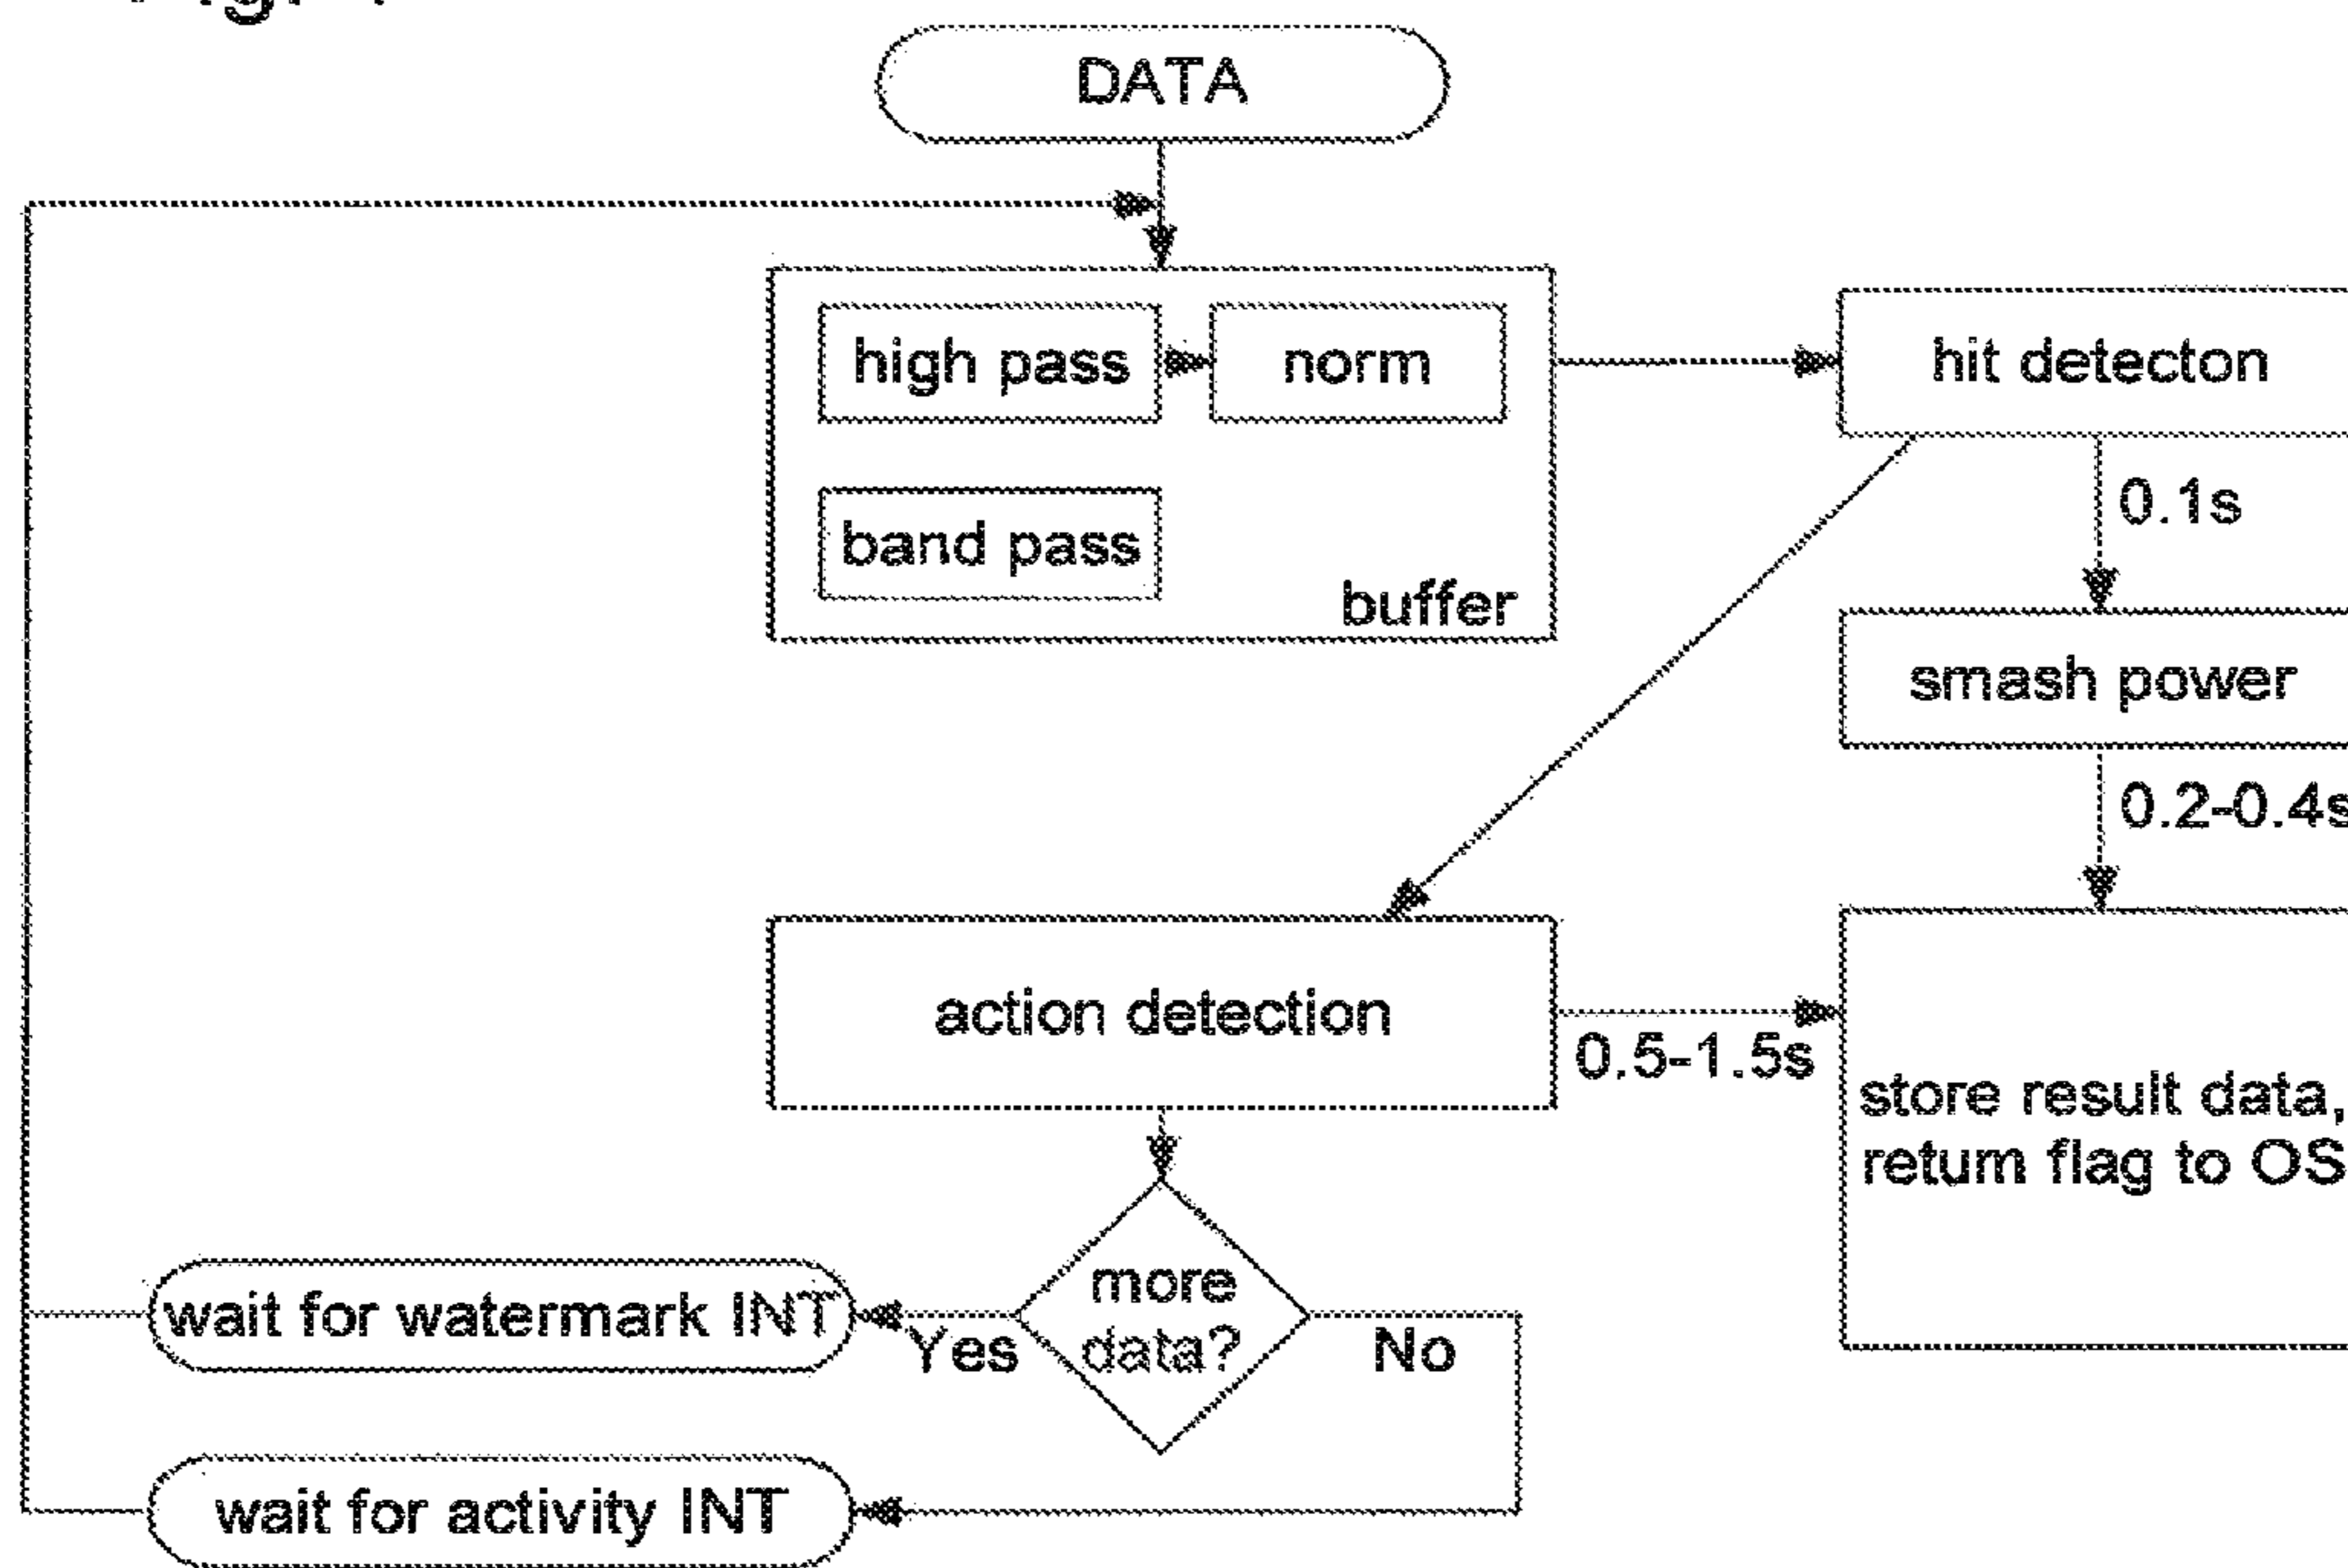 DATA
high pass
norm
hit detecton
band pass
buffer
0.1s
smash power
0.2-0.4s
action detection
0.5-1.5s
store result data,
return flag to OS
more
data?
Yes
No
wait for watermark INT
wait for activity INT